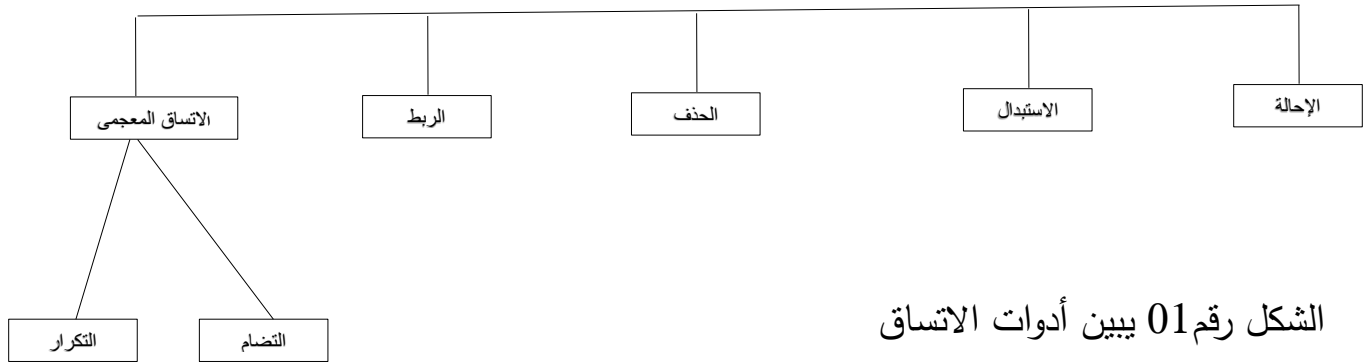 الإحالة
الاستبدال
الحذف
الربط
الاتساق المعجمى
التضام
التكرار
الشكل رقم01 يبين أدوات الاتساق